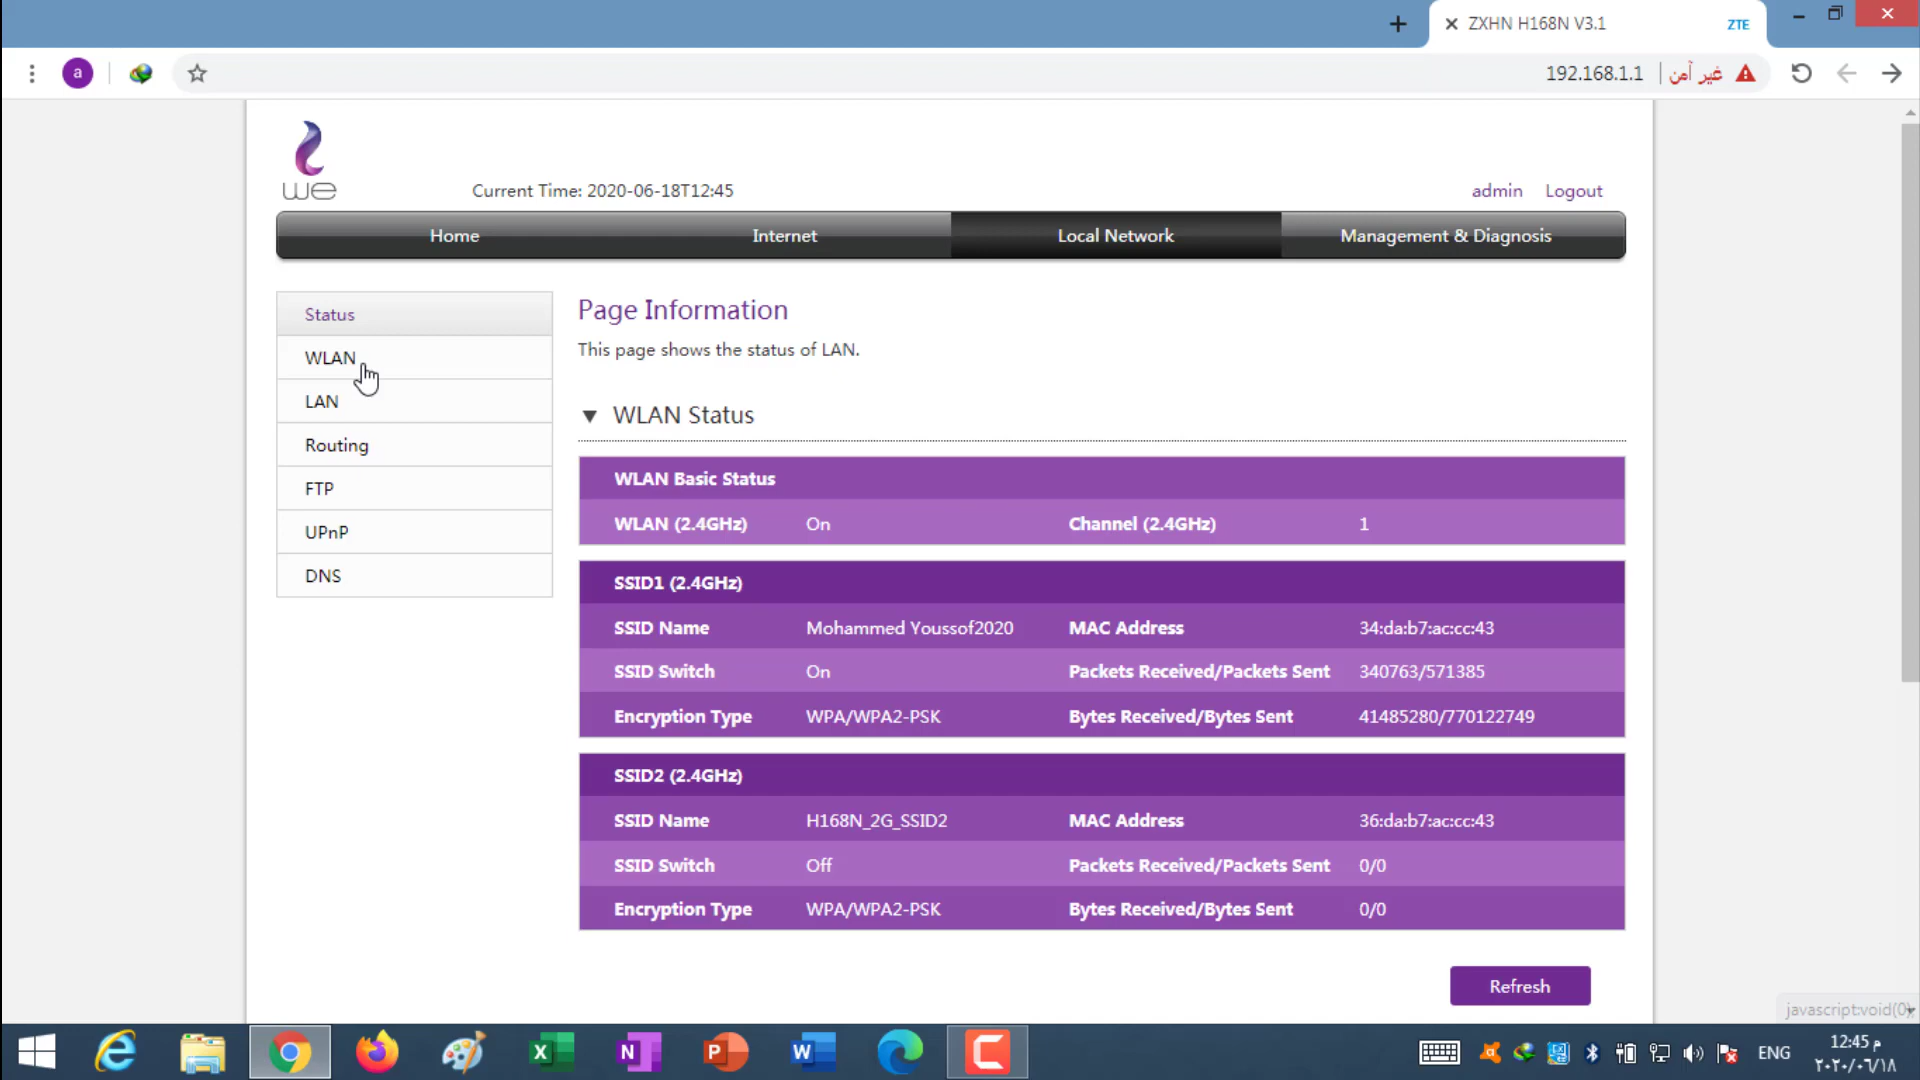 ZXHN H168N V3.1
ZTE
a
192.168.1.1
غير آمن
we
Current Time: 2020-06-18T12:45
admin Logout
Home Internet Local Network Management & Diagnosis
Status
WLAN
LAN
Routing
FTP
UPnP
DNS
Page Information
This page shows the status of LAN.
WLAN Status
WLAN Basic Status
WLAN (2.4GHz) On Channel (2.4GHz) 1
SSID1 (2.4GHz)
SSID Name Mohammed Youssof2020 MAC Address 34:da:b7:ac:cc:43
SSID Switch On Packets Received/Packets Sent 340763/571385
Encryption Type WPA/WPA2-PSK Bytes Received/Bytes Sent 41485280/770122749
SSID2 (2.4GHz)
SSID Name H168N_2G_SSID2 MAC Address 36:da:b7:ac:cc:43
SSID Switch Off Packets Received/Packets Sent 0/0
Encryption Type WPA/WPA2-PSK Bytes Received/Bytes Sent 0/0
Refresh
javascript:void(0)
X N P W
ENG
12:45 م
٢٠٢٠/٠٦/١٨